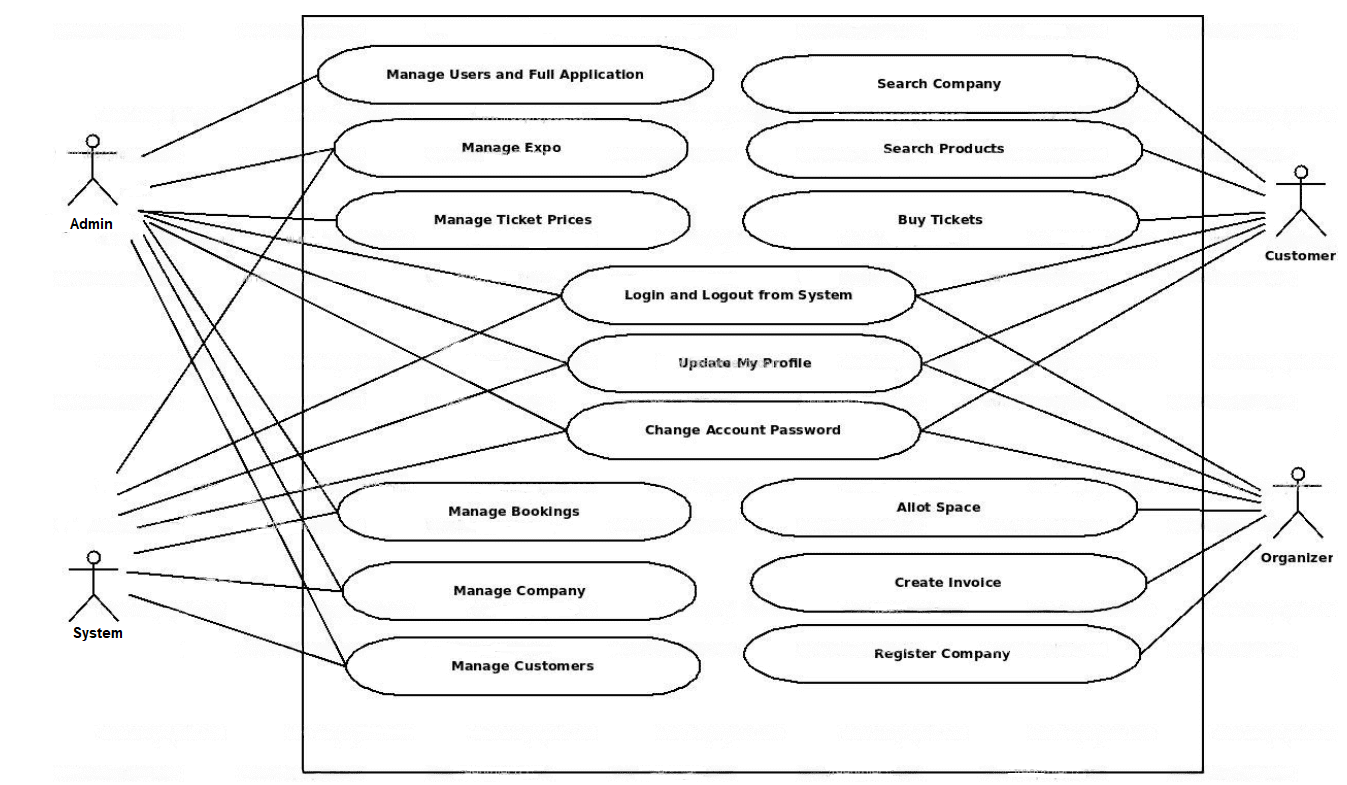 Manage Users and Full Application
Search Company
Manage Expo
Search Products
Admin
Manage Ticket Prices
Buy Tickets
Customer
Login and Logout from System
Update My Profile
Change Account Password
Manage Bookings
Allot Space
Organizer
Manage Company
Create Invoice
System
Manage Customers
Register Company